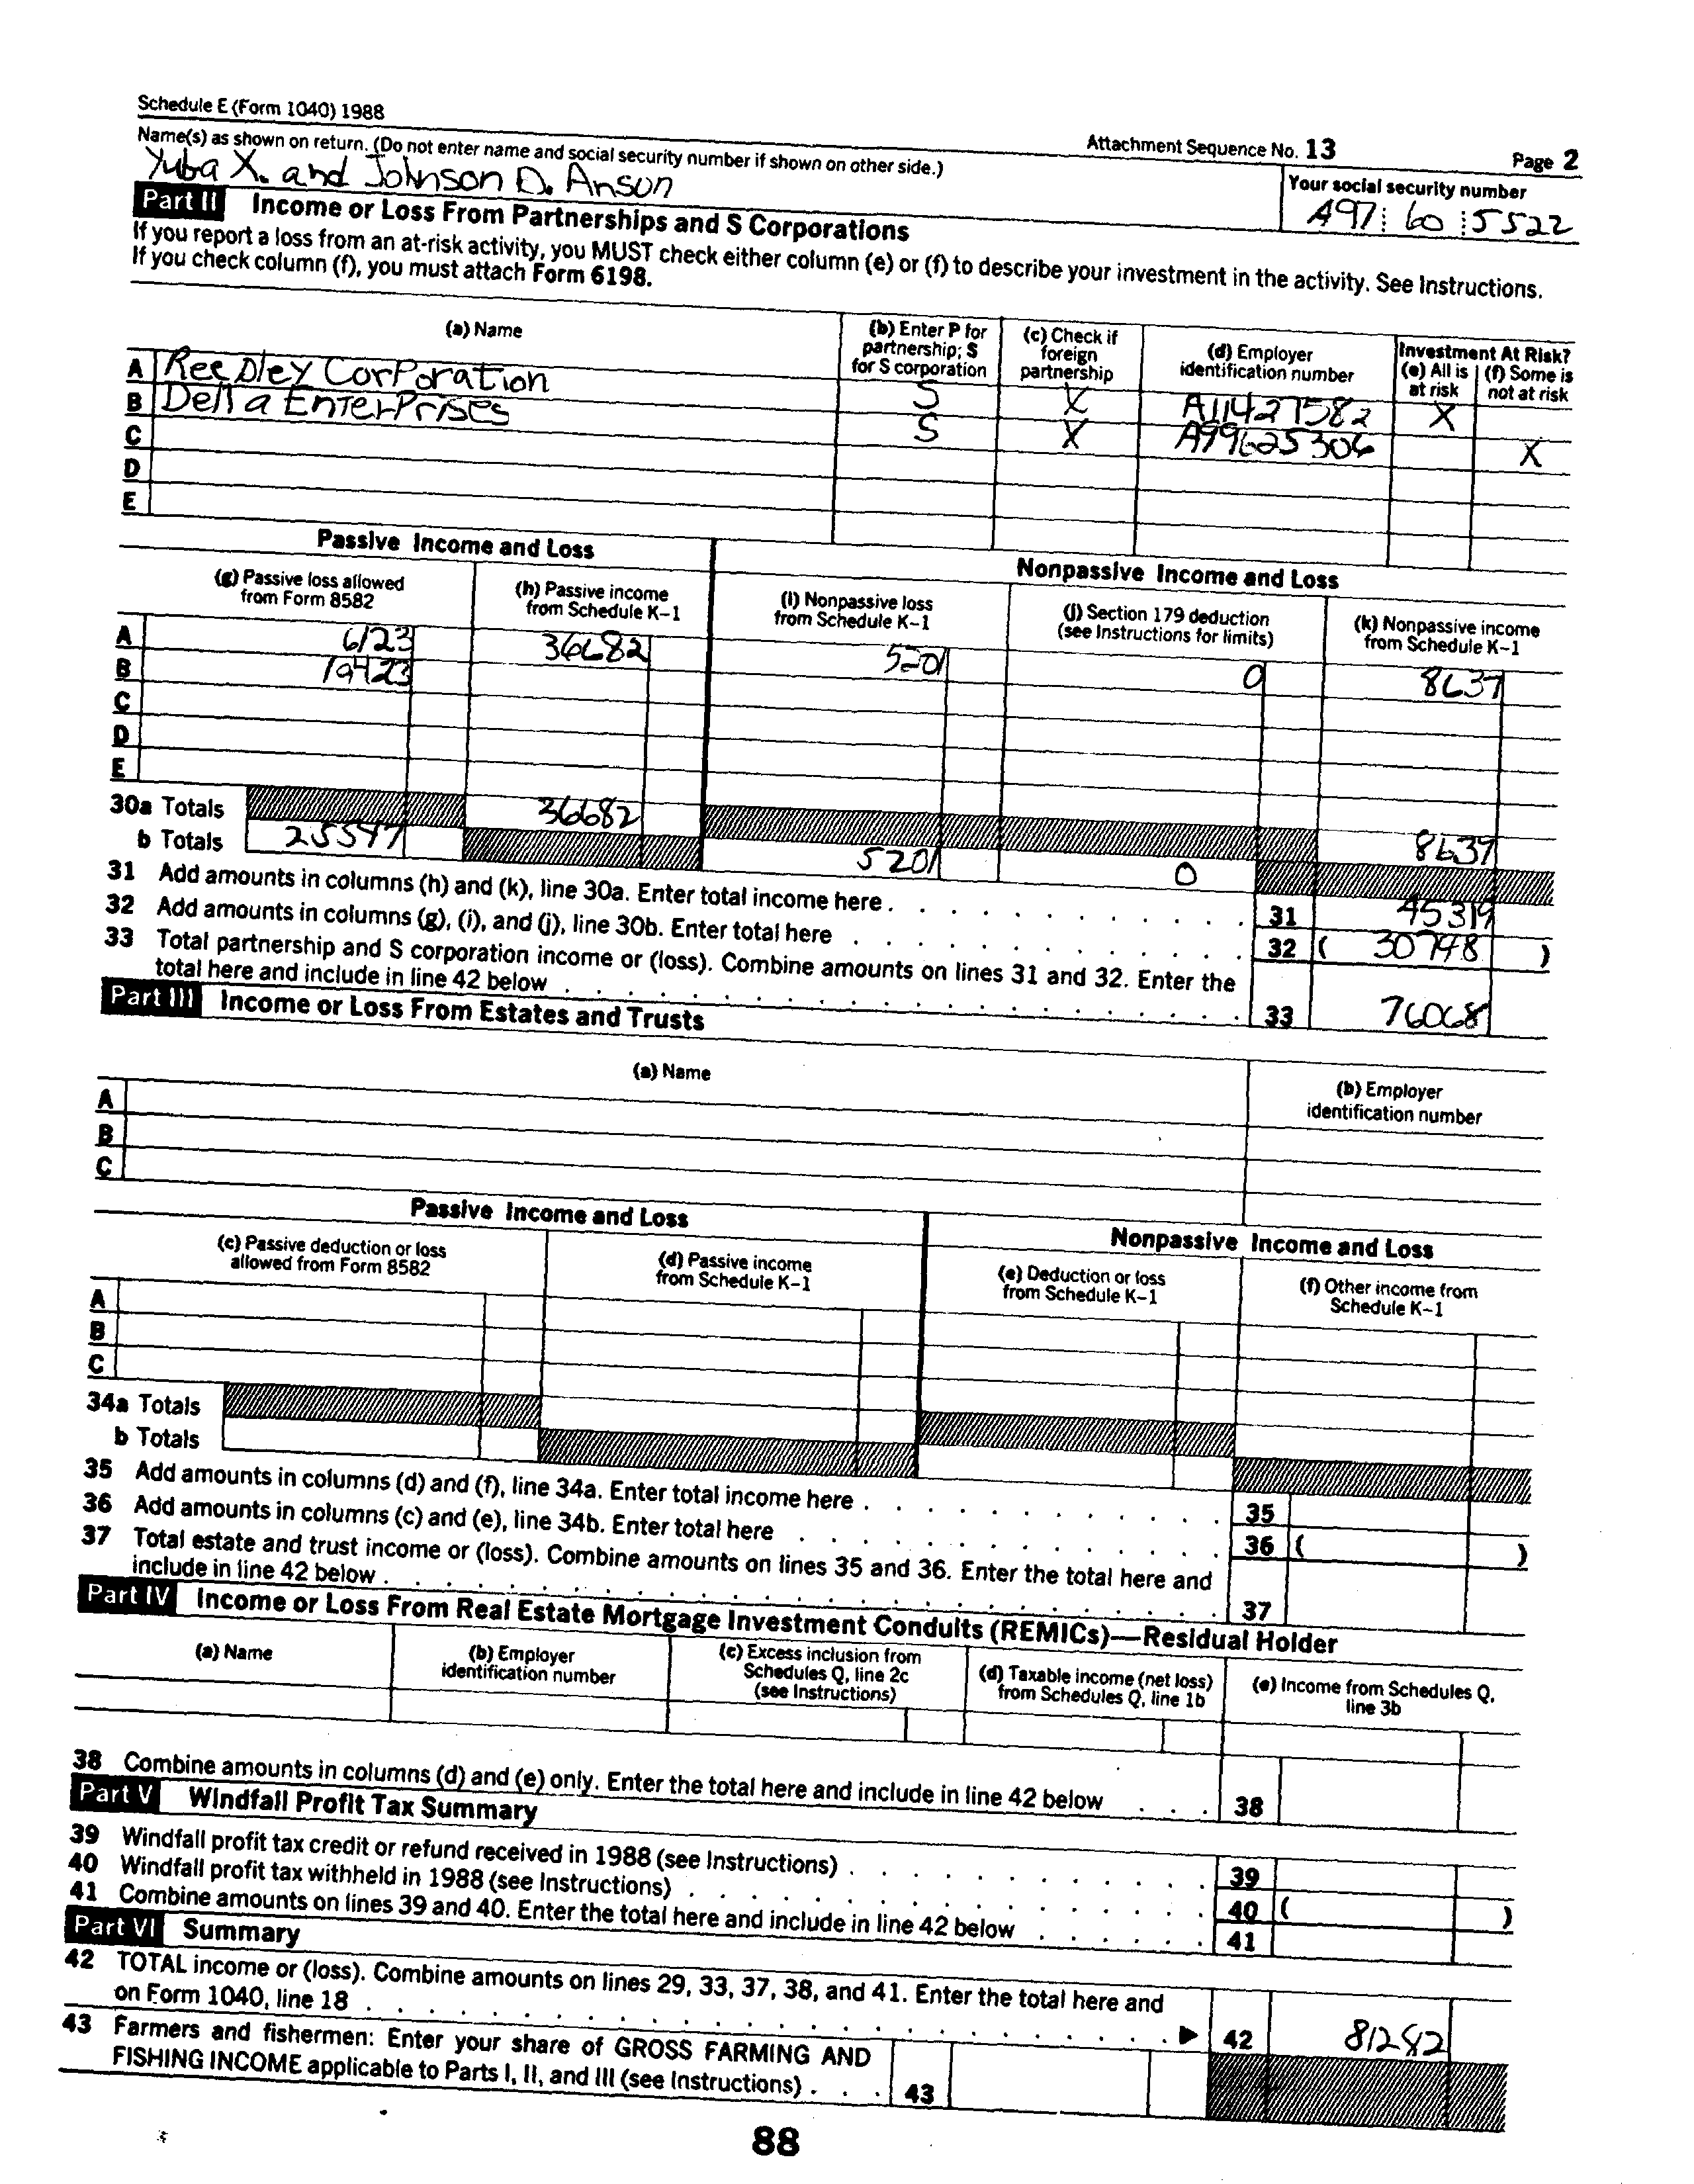 Schedule E (Form 1040) 1988
Attachment Sequence No. 13 Page 2
Name(s) as shown on return. (Do not enter name and social security number if shown on other side.)
Your social security number
Yuba X. and Johnson D. Anson
A97 60 5522
Part II Income or Loss From Partnerships and S Corporations
If you report a loss from an at-risk activity, you MUST check either column (e) or (f) to describe your investment in the activity. See Instructions.
If you check column (f), you must attach Form 6198.
(a) Name
(b) Enter P for partnership; S for S corporation
(c) Check if foreign partnership
(d) Employer identification number
Investment At Risk?
(e) All is at risk
(f) Some is not at risk
A ReeDley CorPoration S X A11427582 X
B Delta EnterPrises S X A99625306 X
C
D
E
Passive Income and Loss
Nonpassive Income and Loss
(g) Passive loss allowed from Form 8582
(h) Passive income from Schedule K-1
(i) Nonpassive loss from Schedule K-1
(j) Section 179 deduction (see Instructions for limits)
(k) Nonpassive income from Schedule K-1
A 6123 36682 5201 0 8637
B 19423
C
D
E
30a Totals 36682 8637
b Totals 25547 5201 0
31 Add amounts in columns (h) and (k), line 30a. Enter total income here 31 45319
32 Add amounts in columns (g), (i), and (j), line 30b. Enter total here 32 ( 30748 )
33 Total partnership and S corporation income or (loss). Combine amounts on lines 31 and 32. Enter the
total here and include in line 42 below 33 76068
Part III Income or Loss From Estates and Trusts
(a) Name
(b) Employer identification number
A
B
C
Passive Income and Loss
Nonpassive Income and Loss
(c) Passive deduction or loss allowed from Form 8582
(d) Passive income from Schedule K-1
(e) Deduction or loss from Schedule K-1
(f) Other income from Schedule K-1
A
B
C
34a Totals
b Totals
35 Add amounts in columns (d) and (f), line 34a. Enter total income here 35
36 Add amounts in columns (c) and (e), line 34b. Enter total here 36 ( )
37 Total estate and trust income or (loss). Combine amounts on lines 35 and 36. Enter the total here and
include in line 42 below 37
Part IV Income or Loss From Real Estate Mortgage Investment Conduits (REMICs)—Residual Holder
(a) Name
(b) Employer identification number
(c) Excess inclusion from Schedules Q, line 2c (see Instructions)
(d) Taxable income (net loss) from Schedules Q, line 1b
(e) Income from Schedules Q, line 3b
38 Combine amounts in columns (d) and (e) only. Enter the total here and include in line 42 below 38
Part V Windfall Profit Tax Summary
39 Windfall profit tax credit or refund received in 1988 (see Instructions) 39
40 Windfall profit tax withheld in 1988 (see Instructions) 40 ( )
41 Combine amounts on lines 39 and 40. Enter the total here and include in line 42 below 41
Part VI Summary
42 TOTAL income or (loss). Combine amounts on lines 29, 33, 37, 38, and 41. Enter the total here and
on Form 1040, line 18 ▶ 42 81282
43 Farmers and fishermen: Enter your share of GROSS FARMING AND
FISHING INCOME applicable to Parts I, II, and III (see Instructions) 43
88